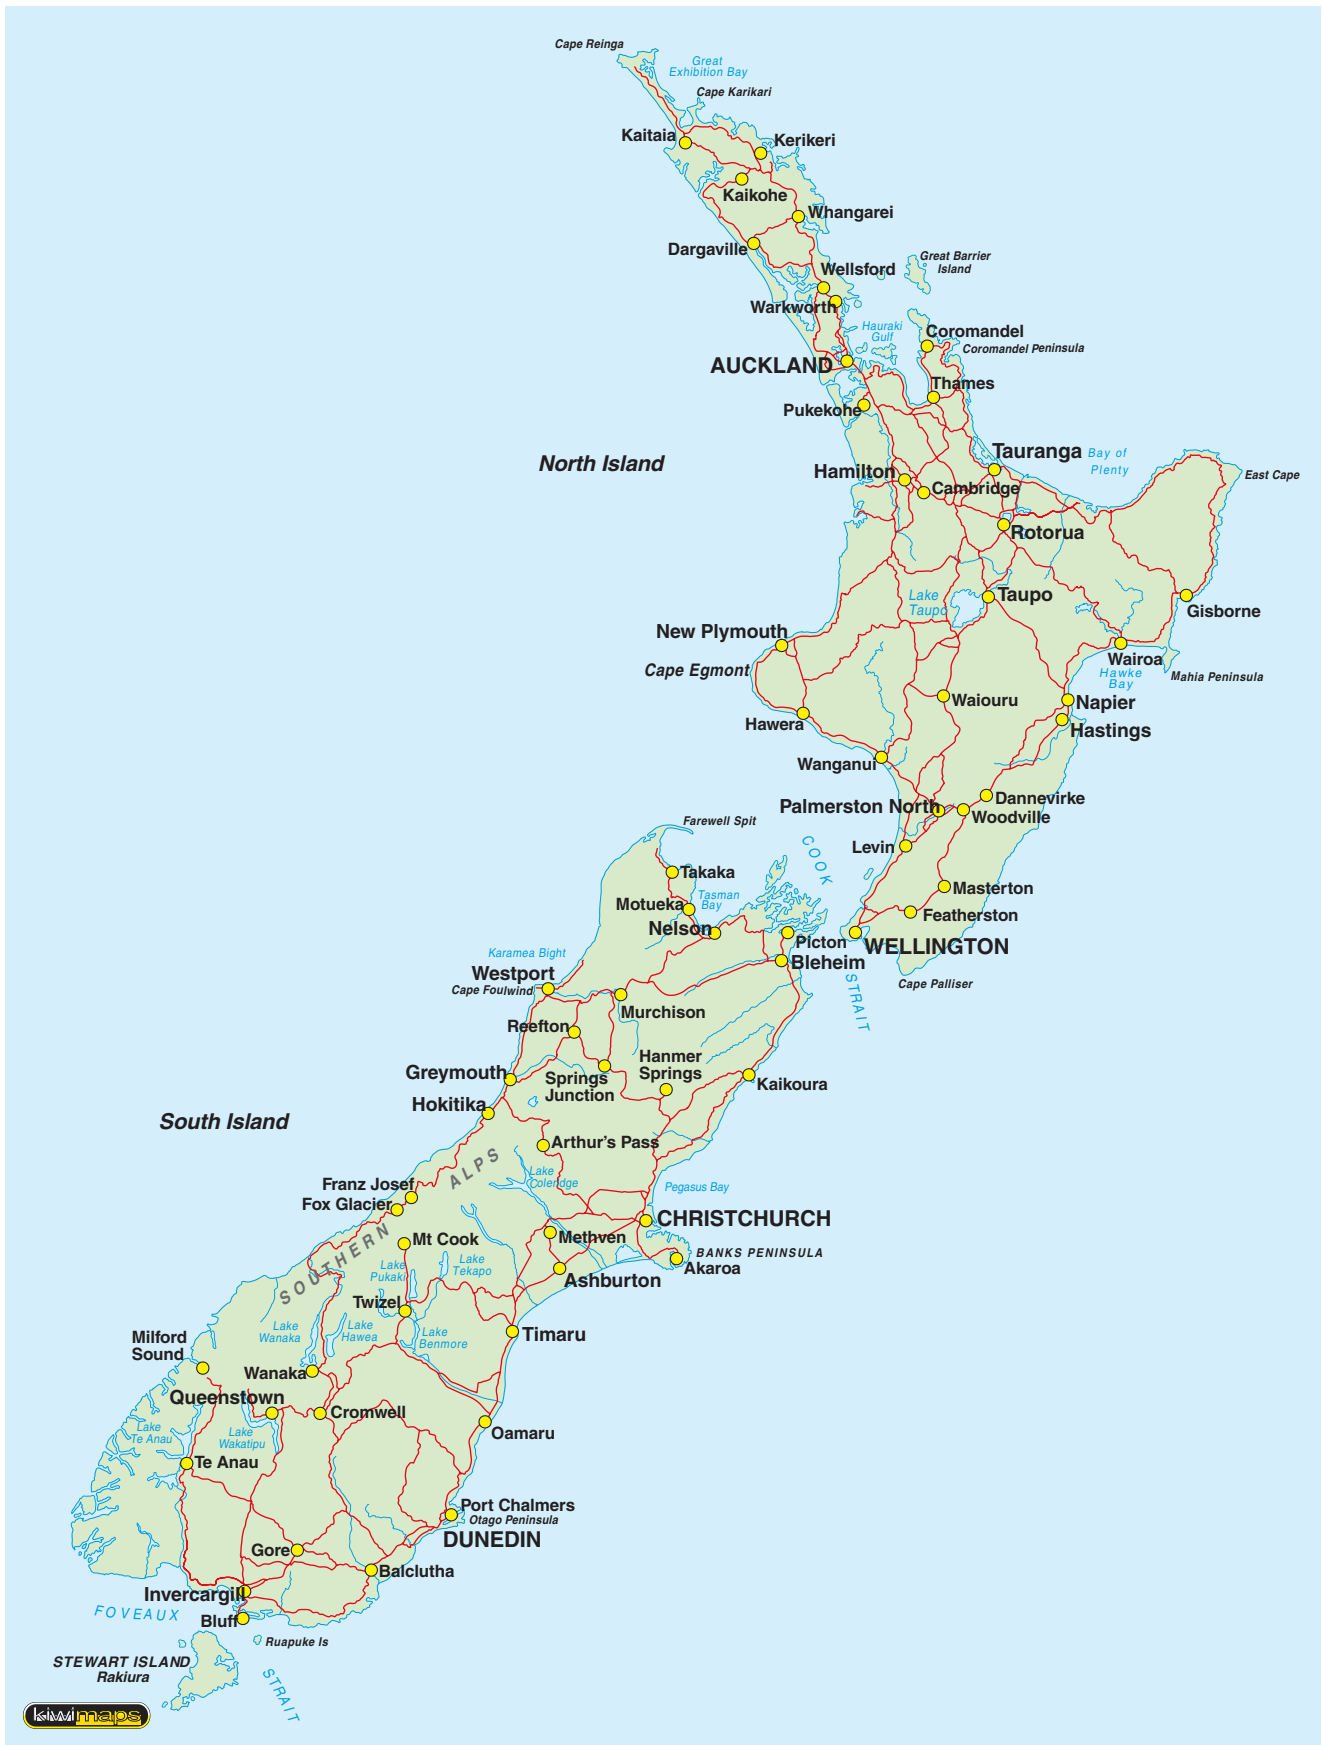 Cape Reinga
Great
Exhibition Bay
Cape Karikari
Kaitaia
Kerikeri
Kaikohe
Whangarei
Dargaville
Great Barrier
Island
Wellsford
Warkworth
Hauraki
Gulf
Coromandel
Coromandel Peninsula
AUCKLAND
Thames
Pukekohe
North Island
Tauranga
Bay of
Plenty
Hamilton
East Cape
Cambridge
Rotorua
Lake
Taupo
Taupo
Gisborne
New Plymouth
Wairoa
Cape Egmont
Hawke
Bay
Mahia Peninsula
Waiouru
Napier
Hawera
Hastings
Wanganui
Palmerston North
Dannevirke
Woodville
Farewell Spit
Levin
COOK
STRAIT
Takaka
Masterton
Tasman
Bay
Motueka
Featherston
Nelson
Picton
WELLINGTON
Karamea Bight
Bleheim
Westport
Cape Foulwind
Cape Palliser
Murchison
Reefton
Hanmer
Springs
Greymouth
Springs
Junction
Kaikoura
Hokitika
South Island
Arthur's Pass
SOUTHERN ALPS
Lake
Coleridge
Franz Josef
Pegasus Bay
Fox Glacier
CHRISTCHURCH
Mt Cook
Methven
BANKS PENINSULA
Lake
Pukaki
Lake
Tekapo
Akaroa
Ashburton
Twizel
Lake
Wanaka
Lake
Hawea
Lake
Benmore
Timaru
Milford
Sound
Wanaka
Queenstown
Cromwell
Lake
Te Anau
Lake
Wakatipu
Oamaru
Te Anau
Port Chalmers
Otago Peninsula
DUNEDIN
Gore
Balclutha
Invercargill
FOVEAUX
STRAIT
Bluff
Ruapuke Is
STEWART ISLAND
Rakiura
kiwimaps